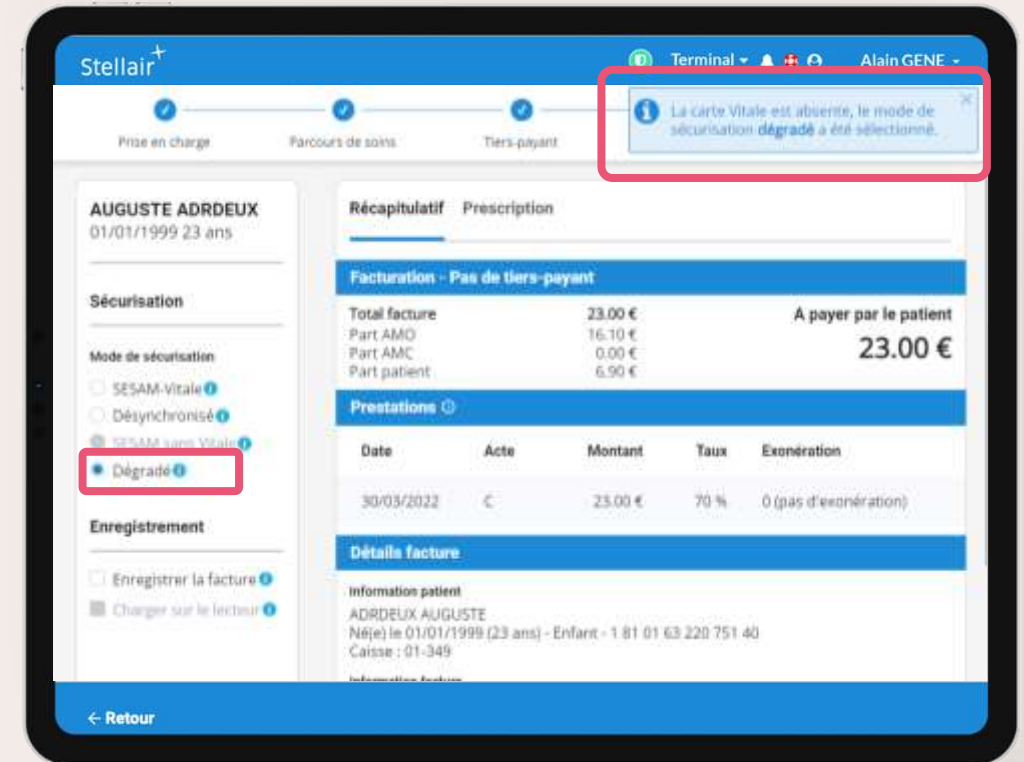 Stellair+
Terminal
Alain GENE
Prise en charge
Parcours de soins
Tiers-payant
La carte Vitale est absente, le mode de
sécurisation dégradé a été sélectionné.
AUGUSTE ADRDEUX
01/01/1999 23 ans
Sécurisation
Mode de sécurisation
SESAM-Vitale
Désynchronisé
SESAM sans Vitale
Dégradé
Enregistrement
Enregistrer la facture
Charger sur le lecteur
Récapitulatif Prescription
Facturation - Pas de tiers-payant
Total facture 23.00 € A payer par le patient
Part AMO 16.10 € 23.00 €
Part AMC 0.00 €
Part patient 6.90 €
Prestations
Date Acte Montant Taux Exonération
30/03/2022 C 23.00 € 70 % 0 (pas d'exonération)
Détails facture
Information patient
ADRDEUX AUGUSTE
Né(e) le 01/01/1999 (23 ans) - Enfant - 1 81 01 63 220 751 40
Caisse : 01-349
Information facture
← Retour